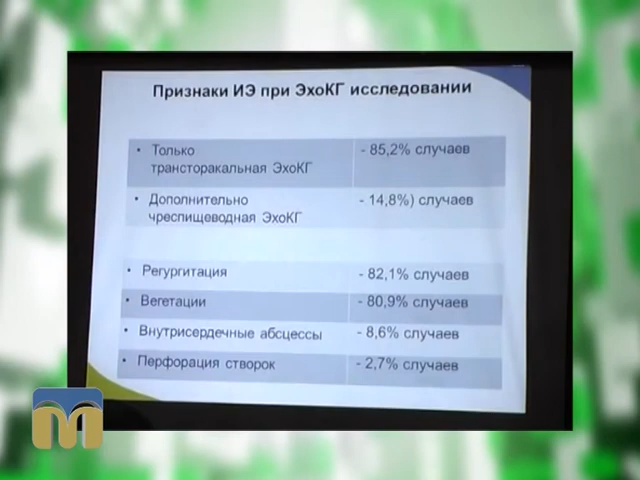 Признаки ИЭ при ЭхоКГ исследовании
• Только - 85,2% случаев
трансторакальная ЭхоКГ
• Дополнительно - 14,8%) случаев
чреспищеводная ЭхоКГ
• Регургитация - 82,1% случаев
• Вегетации - 80,9% случаев
• Внутрисердечные абсцессы - 8,6% случаев
• Перфорация створок - 2,7% случаев
M